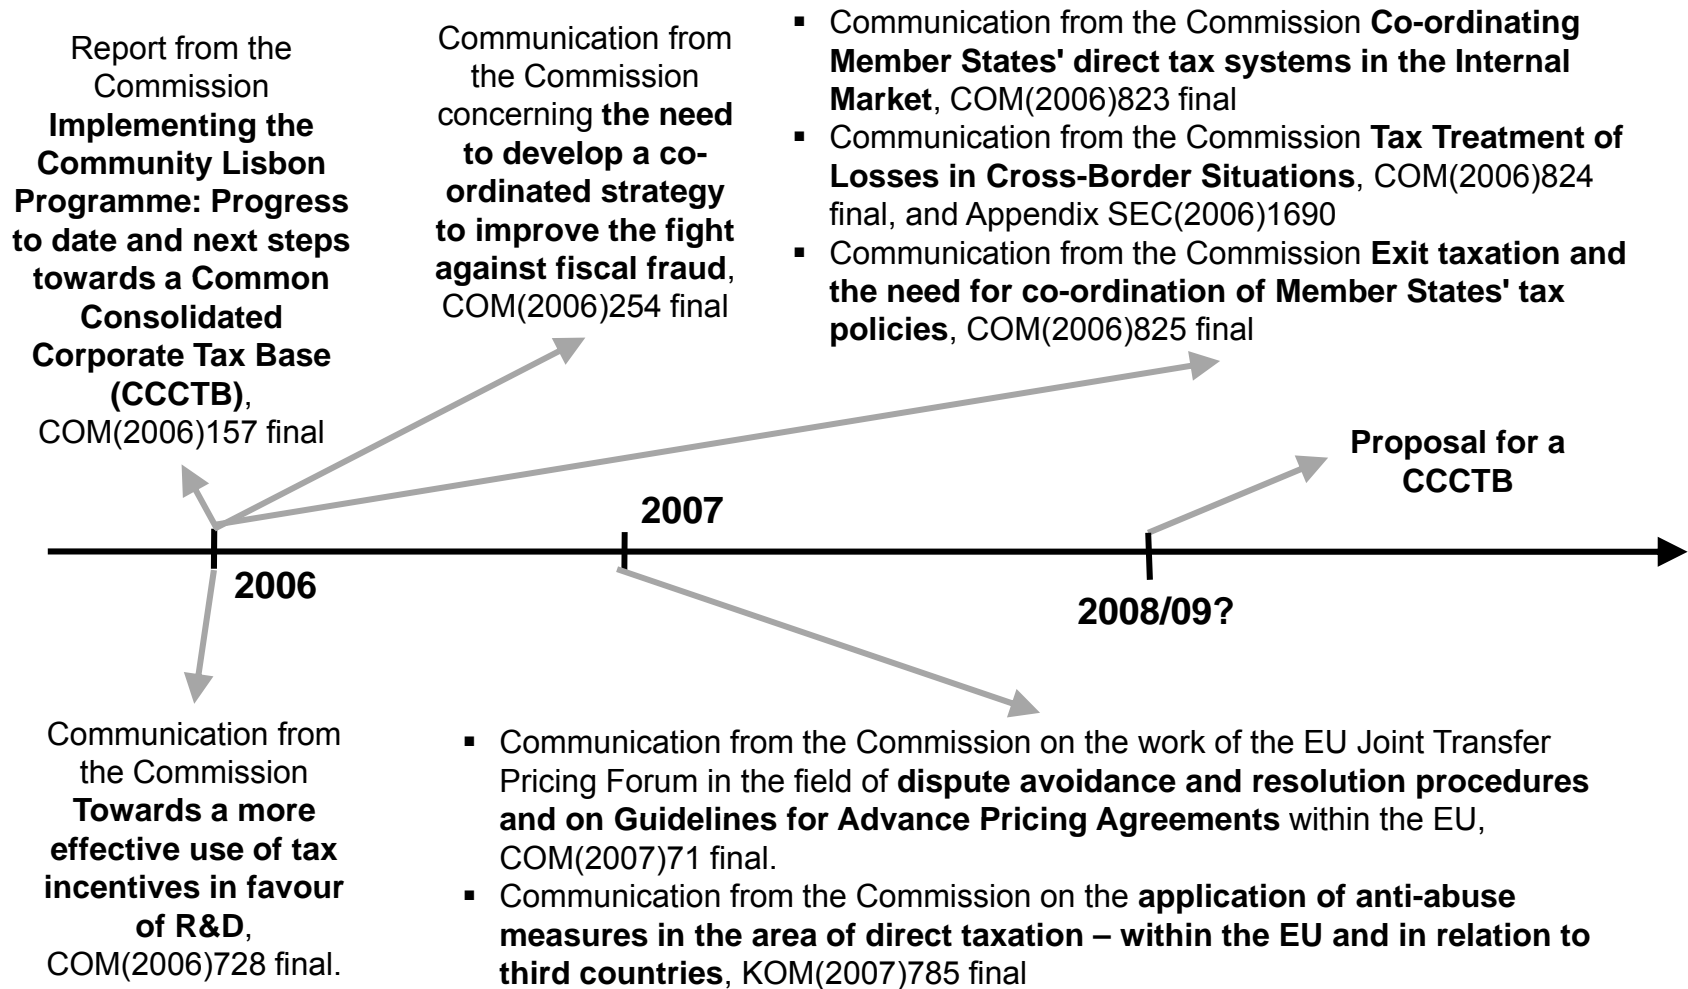 Report from the
Commission
Implementing the
Community Lisbon
Programme: Progress
to date and next steps
towards a Common
Consolidated
Corporate Tax Base
(CCCTB),
COM(2006)157 final
Communication from
the Commission
concerning the need
to develop a co-
ordinated strategy
to improve the fight
against fiscal fraud,
COM(2006)254 final
▪ Communication from the Commission Co-ordinating
Member States' direct tax systems in the Internal
Market, COM(2006)823 final
▪ Communication from the Commission Tax Treatment of
Losses in Cross-Border Situations, COM(2006)824
final, and Appendix SEC(2006)1690
▪ Communication from the Commission Exit taxation and
the need for co-ordination of Member States' tax
policies, COM(2006)825 final
Proposal for a
CCCTB
2007
2006
2008/09?
Communication from
the Commission
Towards a more
effective use of tax
incentives in favour
of R&D,
COM(2006)728 final.
▪ Communication from the Commission on the work of the EU Joint Transfer
Pricing Forum in the field of dispute avoidance and resolution procedures
and on Guidelines for Advance Pricing Agreements within the EU,
COM(2007)71 final.
▪ Communication from the Commission on the application of anti-abuse
measures in the area of direct taxation – within the EU and in relation to
third countries, KOM(2007)785 final